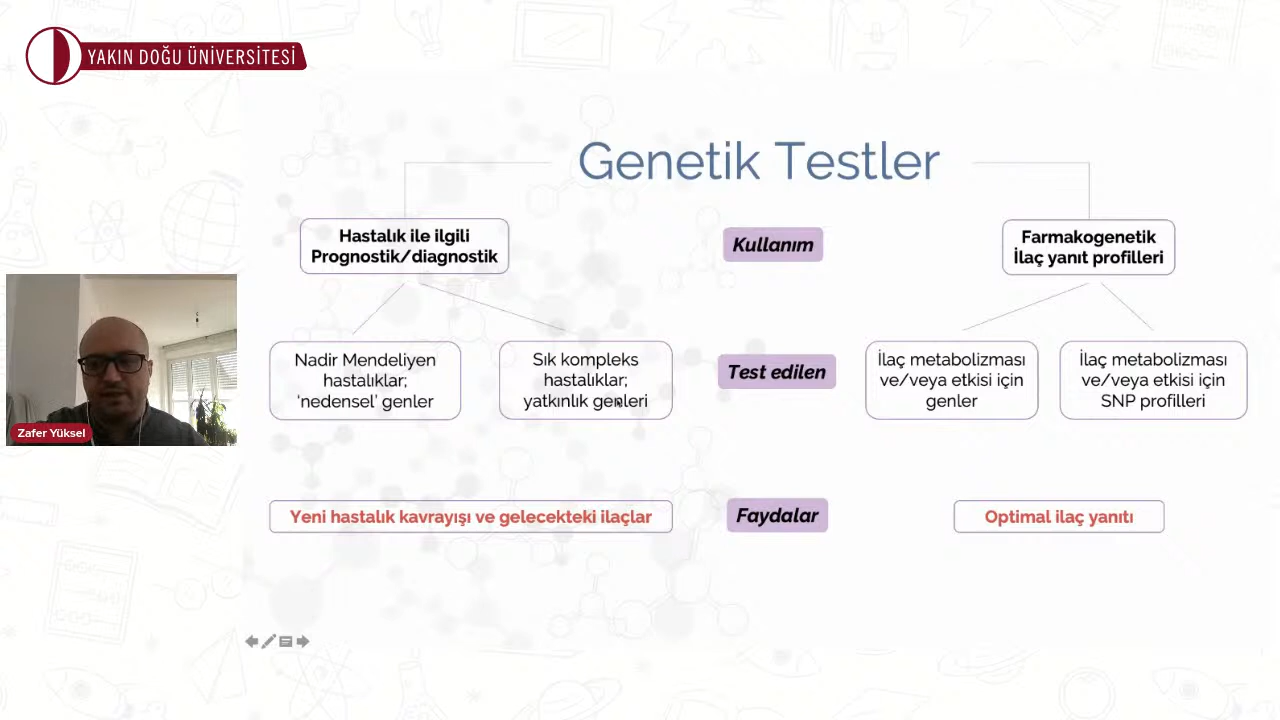 YAKIN DOĞU ÜNİVERSİTESİ
Genetik Testler
Hastalık ile ilgili
Prognostik/diagnostik
Kullanım
Farmakogenetik
İlaç yanıt profilleri
Nadir Mendeliyen
hastalıklar;
‘nedensel’ genler
Sık kompleks
hastalıklar;
yatkınlık genleri
Test edilen
İlaç metabolizması
ve/veya etkisi için
genler
İlaç metabolizması
ve/veya etkisi için
SNP profilleri
Zafer Yüksel
Yeni hastalık kavrayışı ve gelecekteki ilaçlar
Faydalar
Optimal ilaç yanıtı